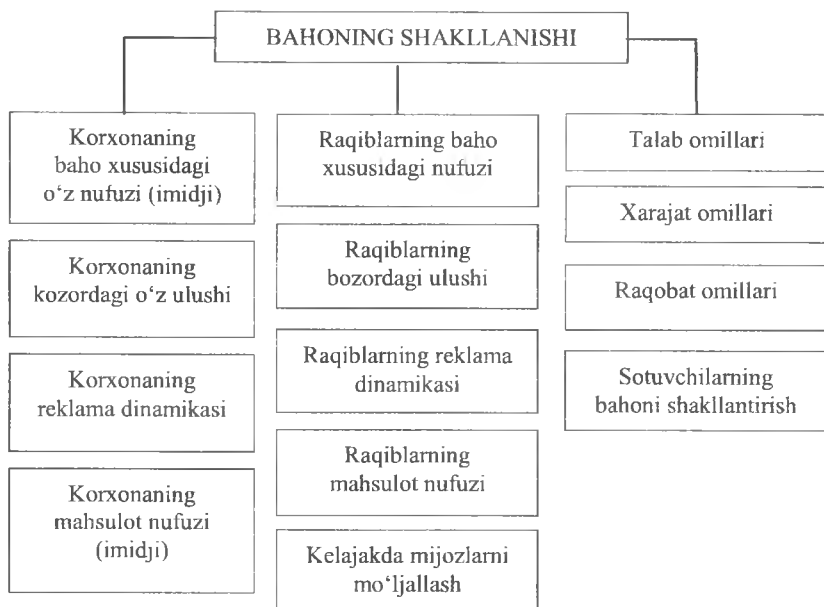 BAHONING SHAKLLANISHI
Korxonaning
baho xususidagi
o‘z nufuzi (imidji)
Korxonaning
kozordagi o‘z ulushi
Korxonaning
reklama dinamikasi
Korxonaning
mahsulot nufuzi
(imidji)
Raqiblarning baho
xususidagi nufuzi
Raqiblarning
bozordagi ulushi
Raqiblarning reklama
dinamikasi
Raqiblarning
mahsulot nufuzi
Kelajakda mijozlarni
mo‘ljallash
Talab omillari
Xarajat omillari
Raqobat omillari
Sotuvchilarning
bahoni shakllantirish